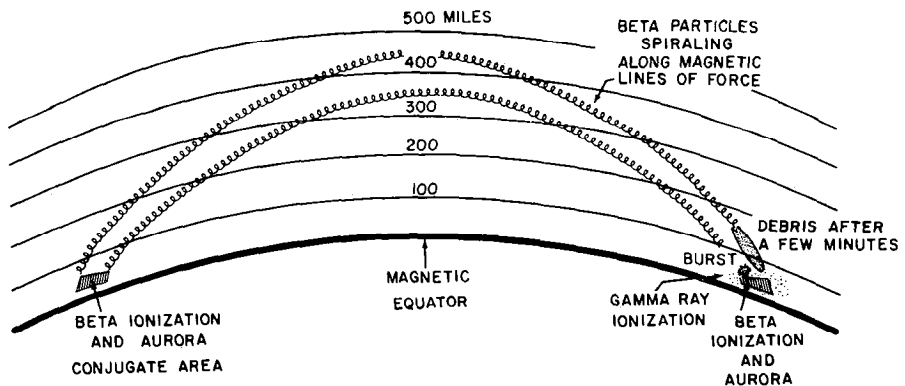 500 MILES
BETA PARTICLES
SPIRALING
ALONG MAGNETIC
LINES OF FORCE
400
300
200
100
DEBRIS AFTER
A FEW MINUTES
BURST
MAGNETIC
EQUATOR
GAMMA RAY
IONIZATION
BETA IONIZATION
AND AURORA
CONJUGATE AREA
BETA
IONIZATION
AND
AURORA